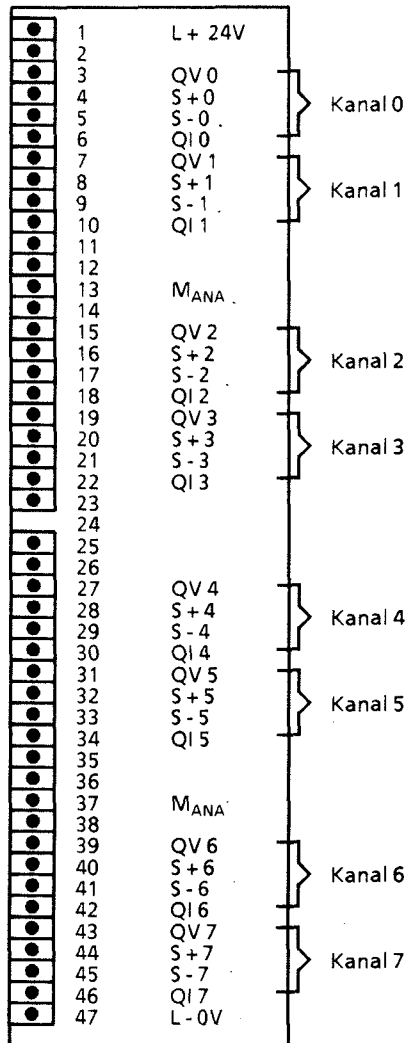 1 L + 24V
2
3 QV 0
4 S + 0
5 S - 0
6 QI 0
Kanal 0
7 QV 1
8 S + 1
9 S - 1
10 QI 1
Kanal 1
11
12
13 MANA
14
15 QV 2
16 S + 2
17 S - 2
18 QI 2
Kanal 2
19 QV 3
20 S + 3
21 S - 3
22 QI 3
Kanal 3
23
24
25
26
27 QV 4
28 S + 4
29 S - 4
30 QI 4
Kanal 4
31 QV 5
32 S + 5
33 S - 5
34 QI 5
Kanal 5
35
36
37 MANA
38
39 QV 6
40 S + 6
41 S - 6
42 QI 6
Kanal 6
43 QV 7
44 S + 7
45 S - 7
46 QI 7
Kanal 7
47 L - 0V